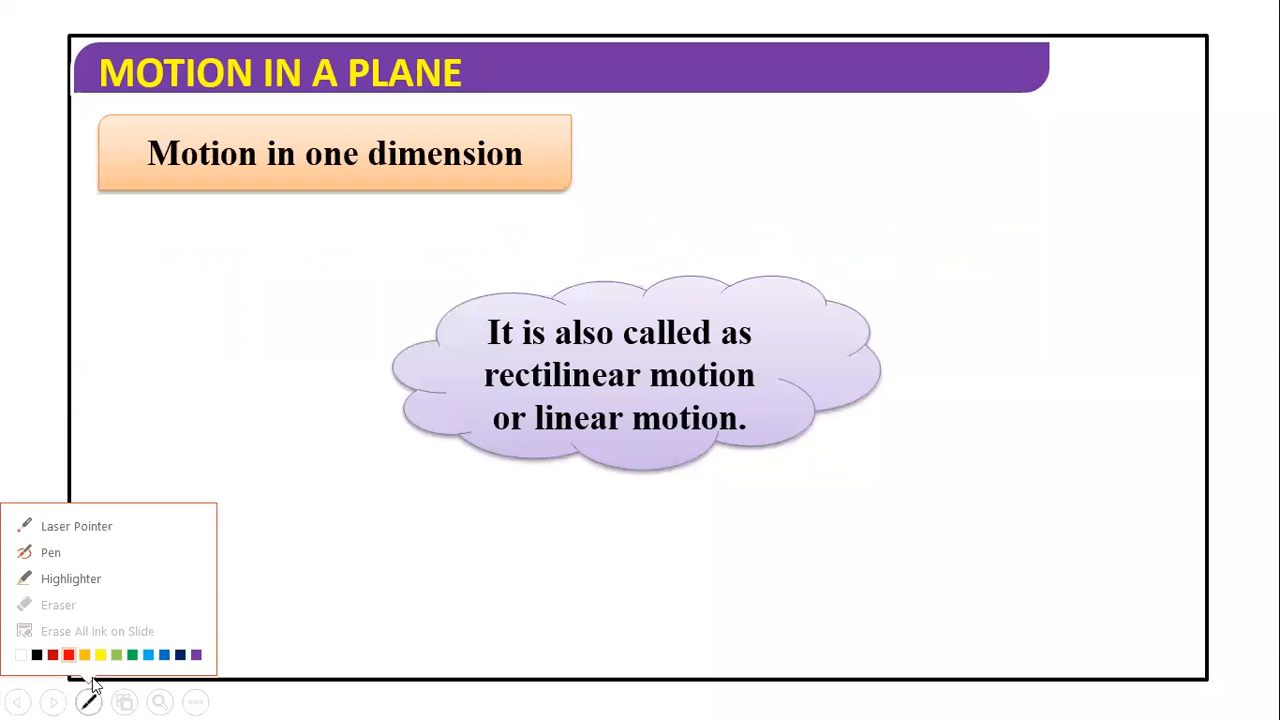 MOTION IN A PLANE
Motion in one dimension
It is also called as
rectilinear motion
or linear motion.
Laser Pointer
Pen
Highlighter
Eraser
Erase All Ink on Slide